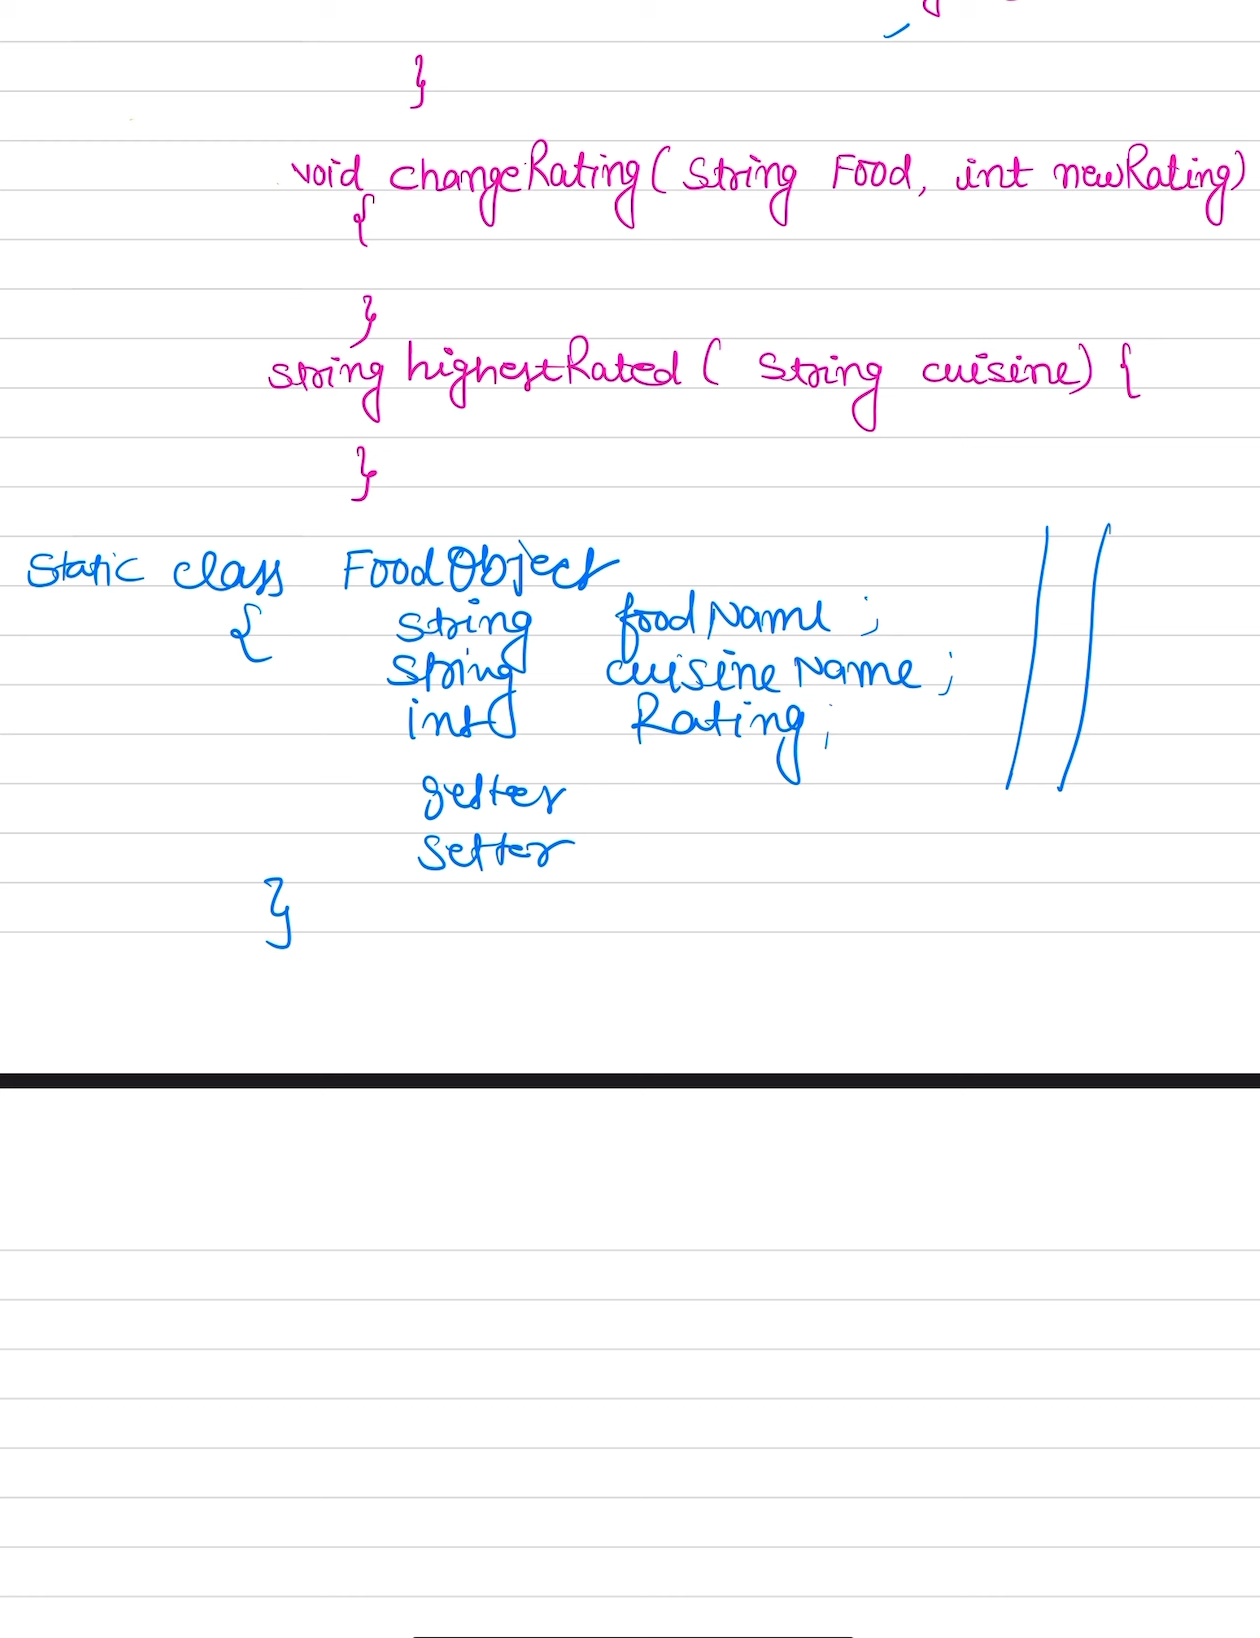 }
void changeRating( String Food, int newRating)
{
}
string highestRated( String cuisine) {
}
Static class FoodObject
{ string foodName ;
string cuisineName ;
int Rating;
getter
Setter
}